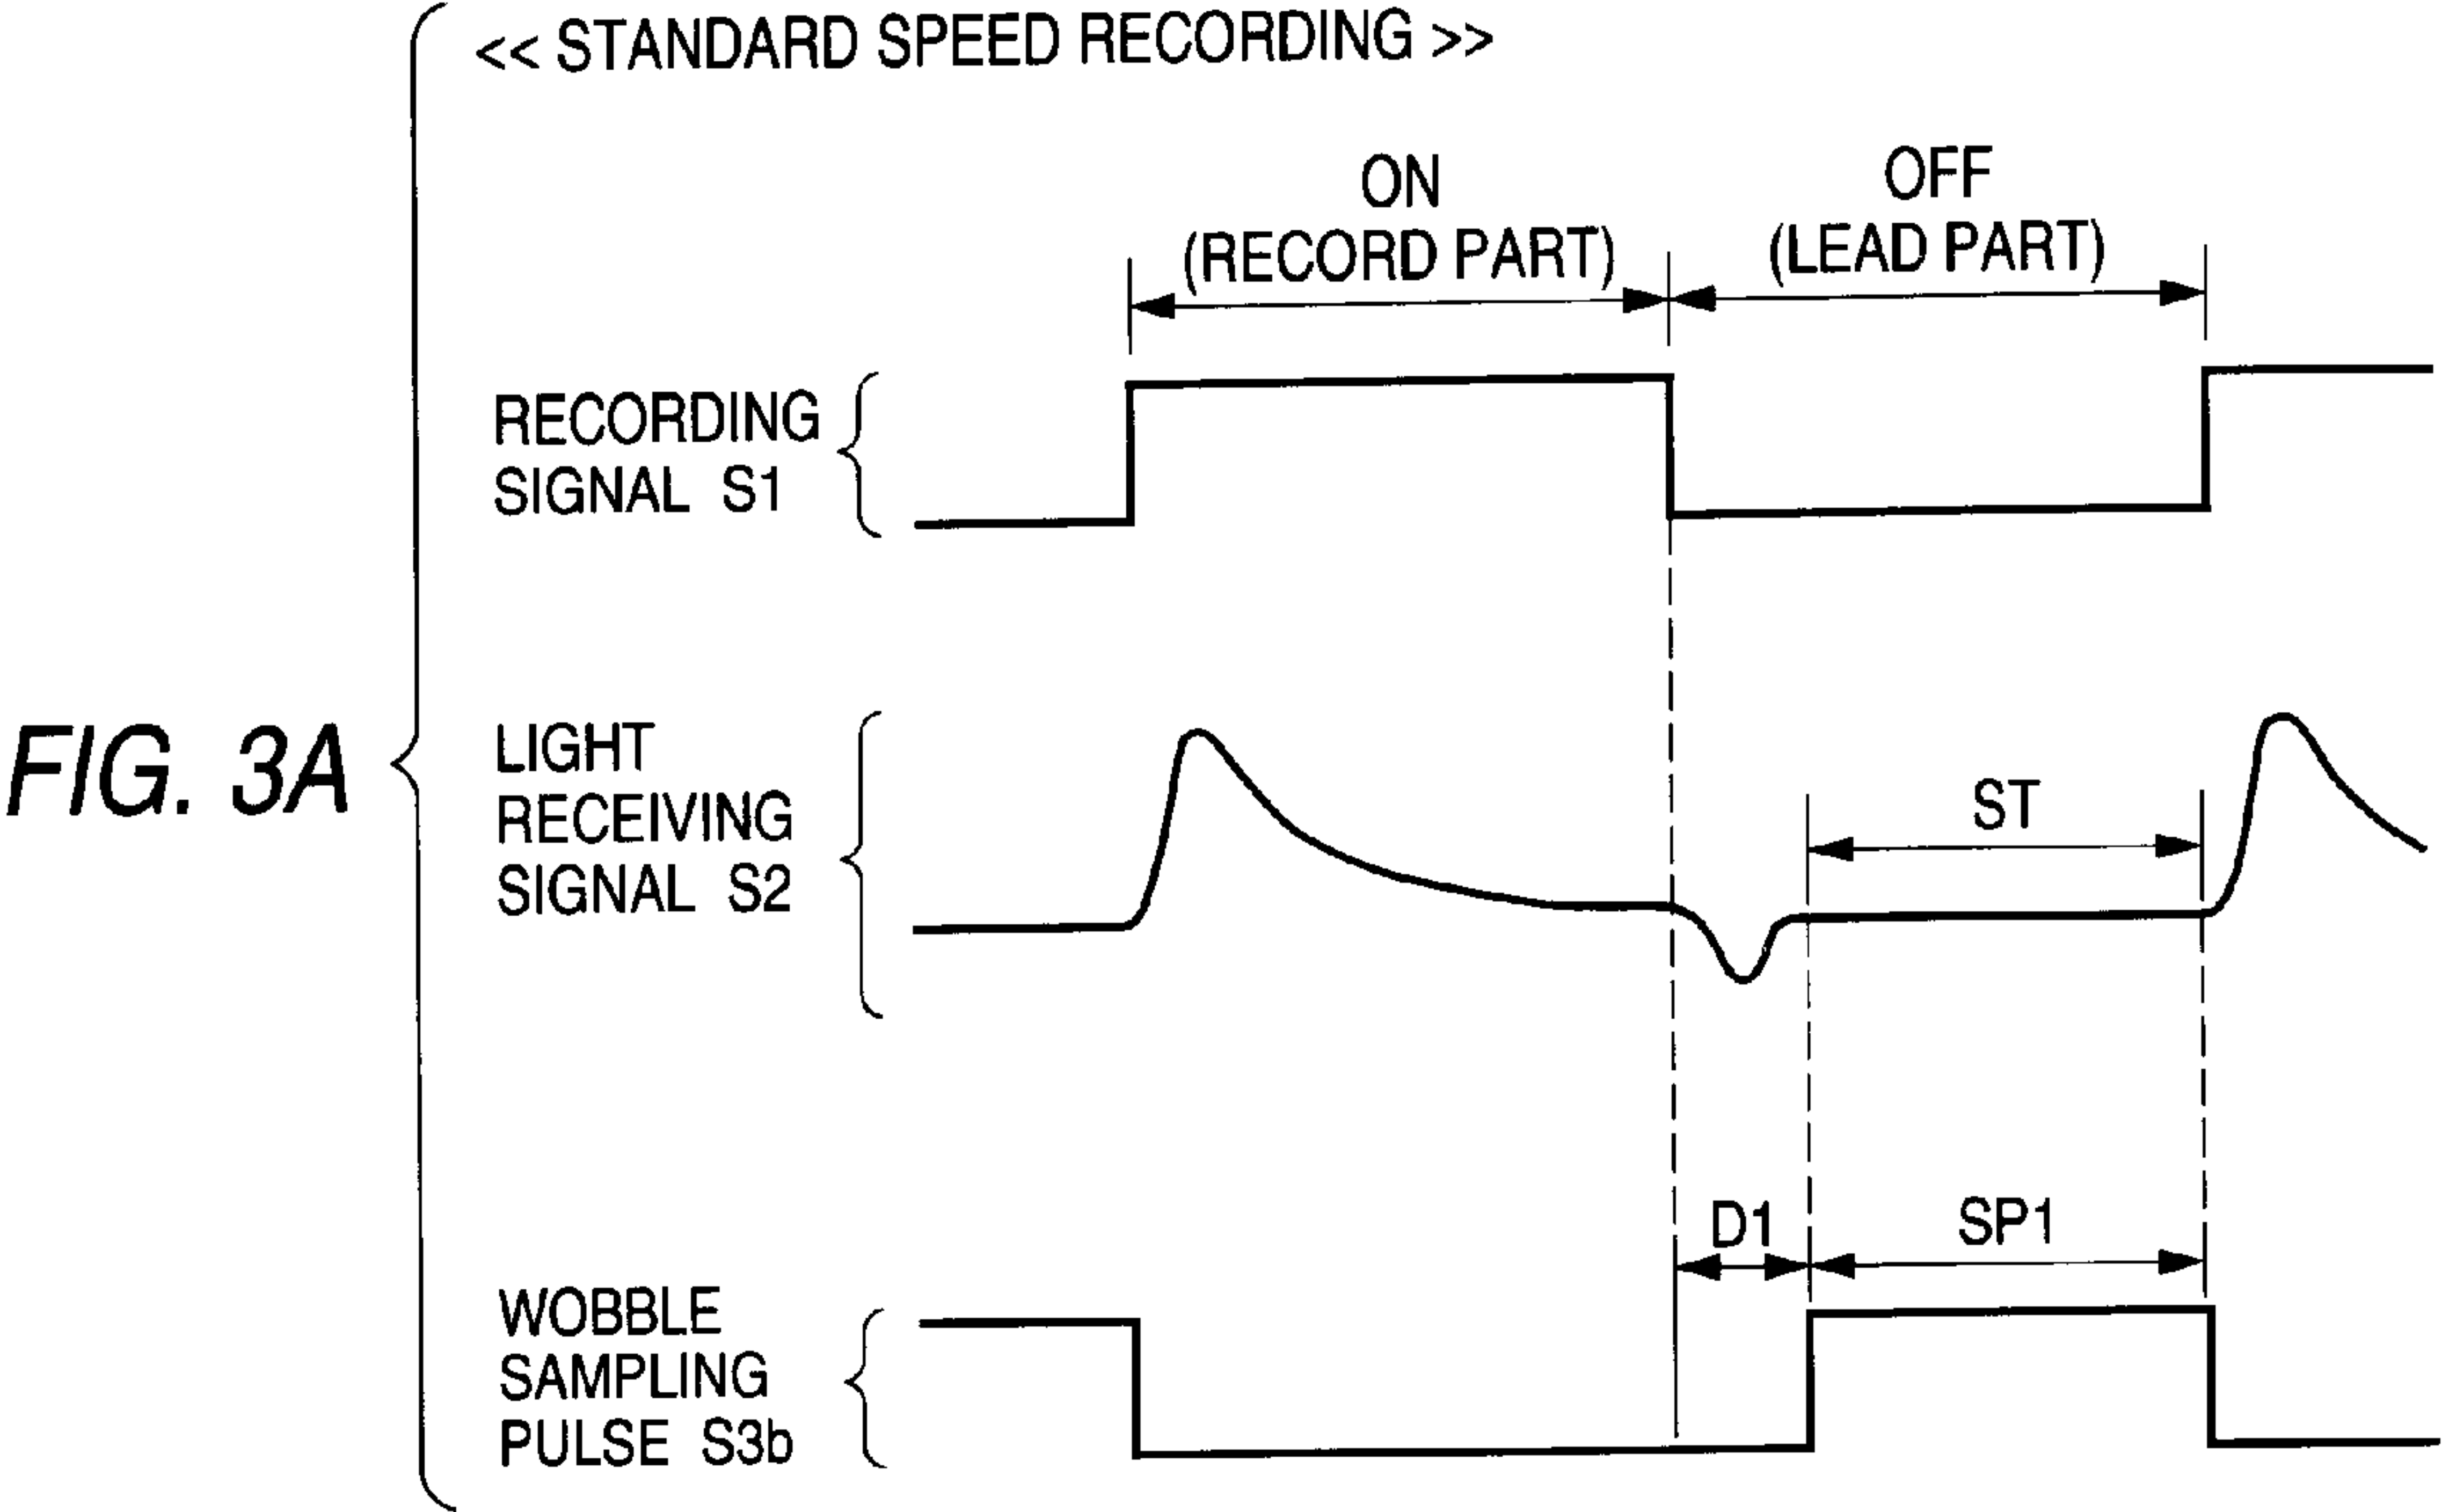 << STANDARD SPEED RECORDING >>
ON
(RECORD PART)
OFF
(LEAD PART)
RECORDING
SIGNAL S1
FIG. 3A
LIGHT
RECEIVING
SIGNAL S2
ST
D1
SP1
WOBBLE
SAMPLING
PULSE S3b